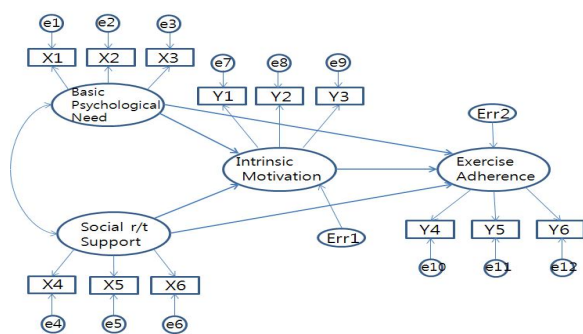 e1 e2 e3
X1 X2 X3
e7 e8 e9
Basic
Psychological
Need
Y1 Y2 Y3
Err2
Intrinsic
Motivation
Exercise
Adherence
Social r/t
Support
Err1
Y4 Y5 Y6
X4 X5 X6
e10 e11 e12
e4 e5 e6